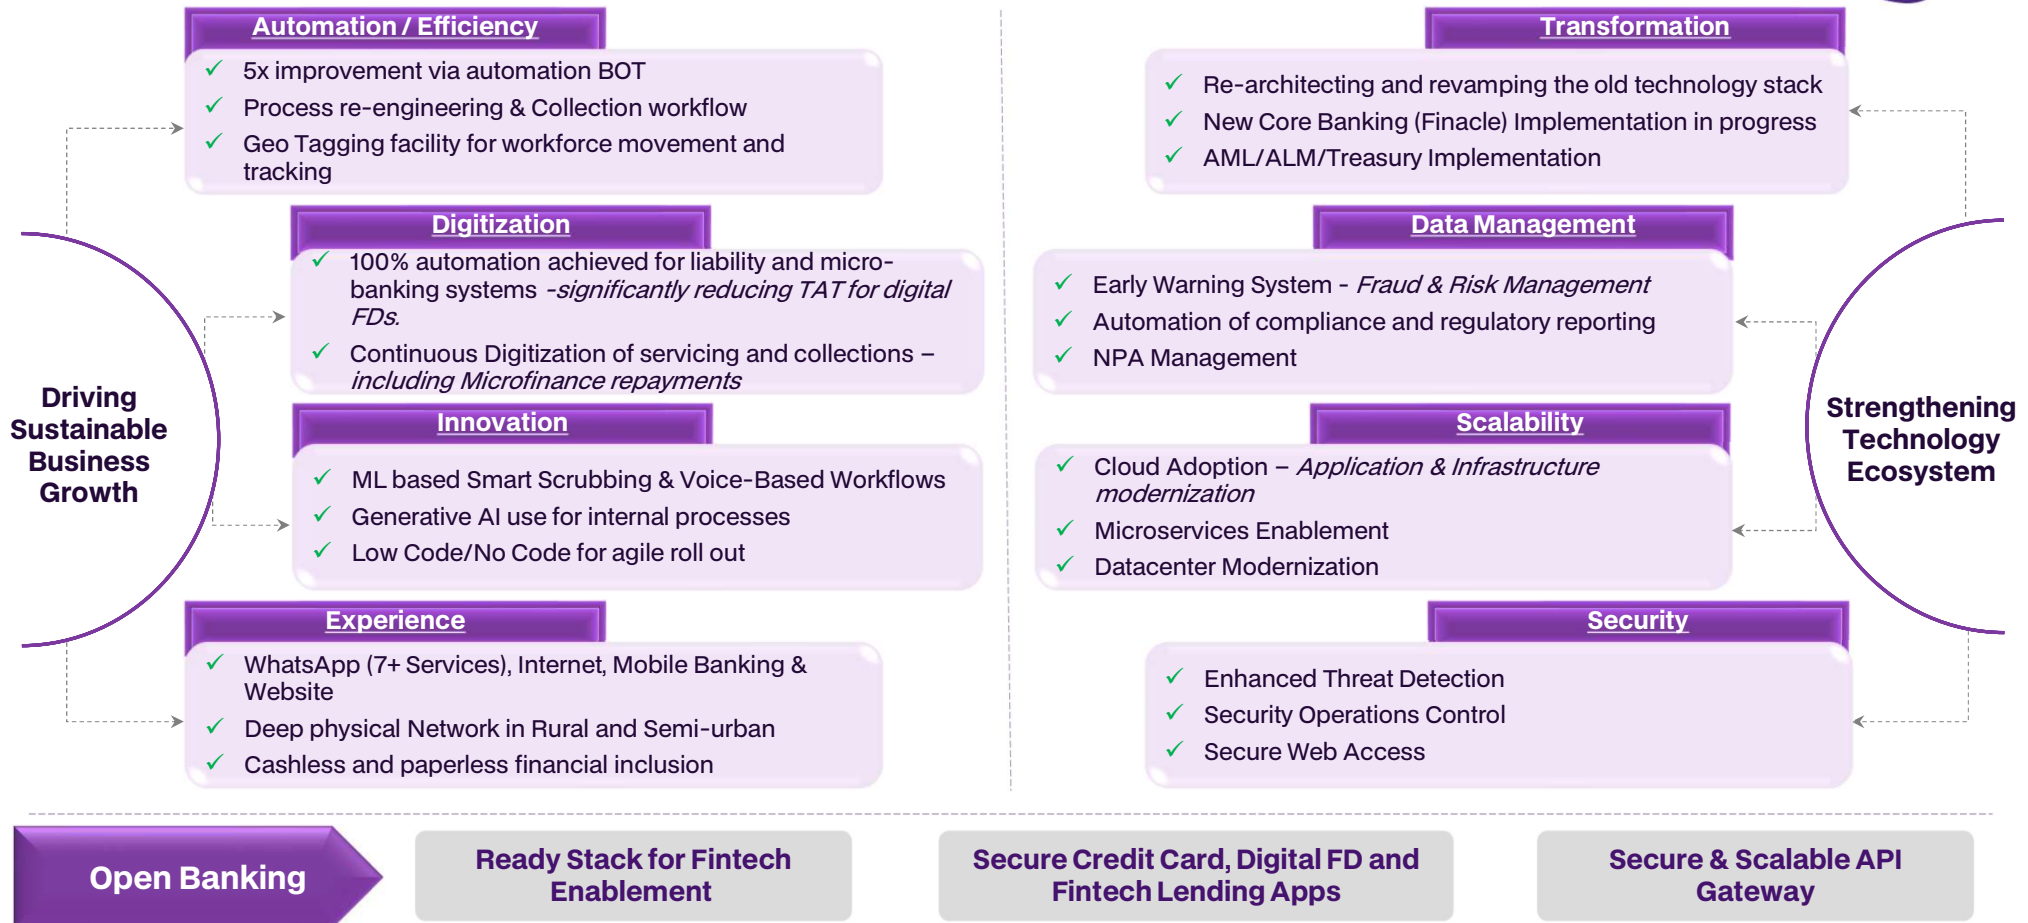 Automation / Efficiency
5x improvement via automation BOT
Process re-engineering & Collection workflow
Geo Tagging facility for workforce movement and
tracking
Digitization
100% automation achieved for liability and micro-
banking systems -significantly reducing TAT for digital
FDs.
Continuous Digitization of servicing and collections –
including Microfinance repayments
Driving
Sustainable
Business
Growth
Innovation
ML based Smart Scrubbing & Voice-Based Workflows
Generative AI use for internal processes
Low Code/No Code for agile roll out
Experience
WhatsApp (7+ Services), Internet, Mobile Banking &
Website
Deep physical Network in Rural and Semi-urban
Cashless and paperless financial inclusion
Transformation
Re-architecting and revamping the old technology stack
New Core Banking (Finacle) Implementation in progress
AML/ALM/Treasury Implementation
Data Management
Early Warning System - Fraud & Risk Management
Automation of compliance and regulatory reporting
NPA Management
Strengthening
Technology
Ecosystem
Scalability
Cloud Adoption – Application & Infrastructure
modernization
Microservices Enablement
Datacenter Modernization
Security
Enhanced Threat Detection
Security Operations Control
Secure Web Access
Open Banking
Ready Stack for Fintech
Enablement
Secure Credit Card, Digital FD and
Fintech Lending Apps
Secure & Scalable API
Gateway